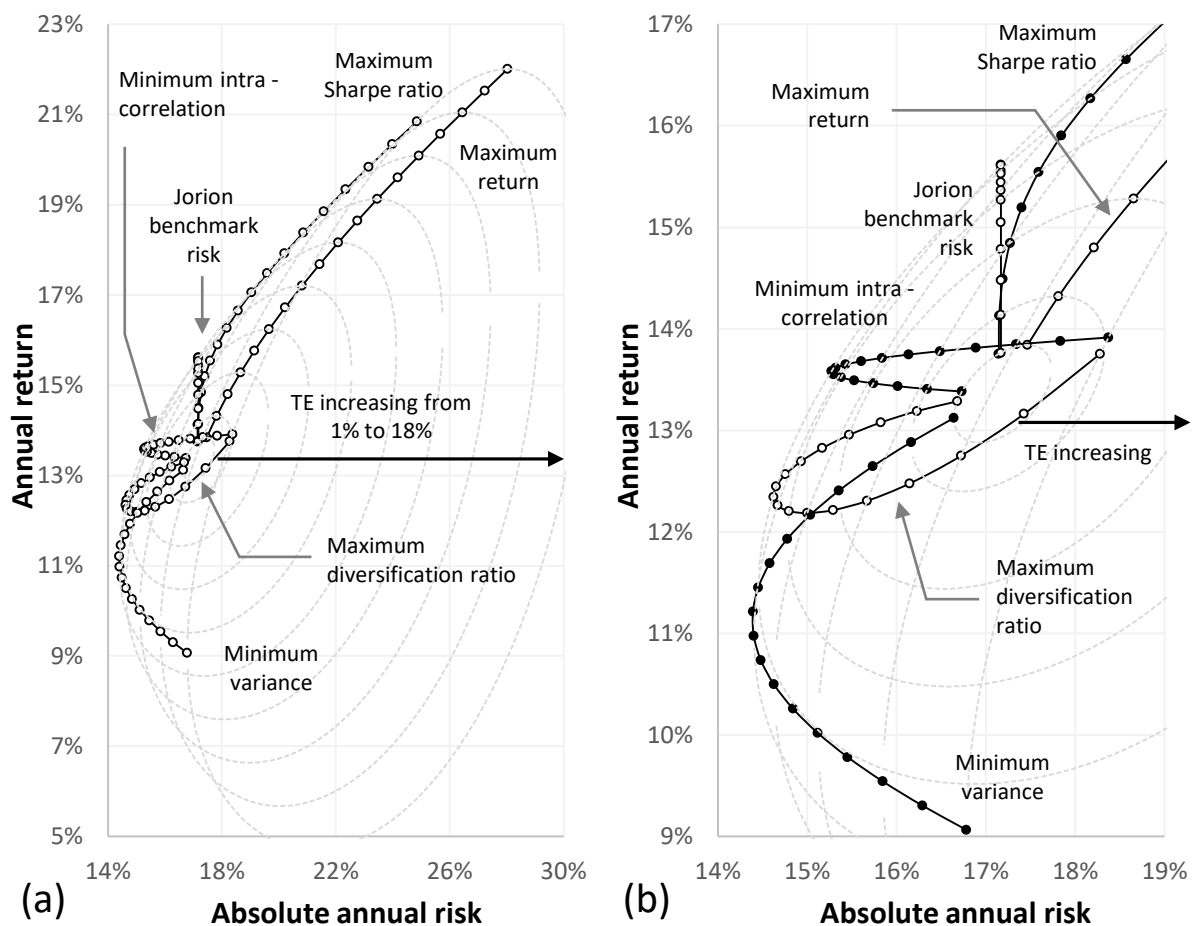 23%
21%
19%
17%
15%
13%
11%
9%
7%
5%
Annual return
14%
18%
22%
26%
30%
Absolute annual risk
(a)
Minimum intra -
correlation
Maximum
Sharpe ratio
Jorion
benchmark
risk
Maximum
return
TE increasing from
1% to 18%
Maximum
diversification ratio
Minimum
variance
17%
16%
15%
14%
13%
12%
11%
10%
9%
Annual return
14%
15%
16%
17%
18%
19%
Absolute annual risk
(b)
Maximum
Sharpe ratio
Maximum
return
Jorion
benchmark
risk
Minimum intra -
correlation
TE increasing
Maximum
diversification
ratio
Minimum
variance